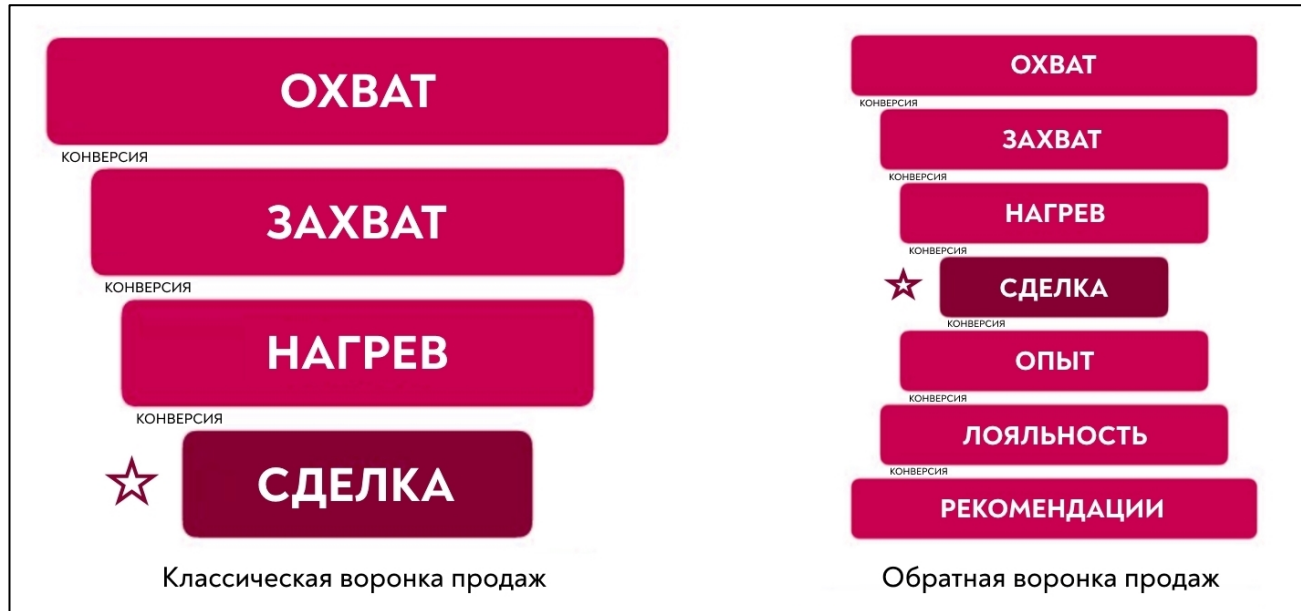 ОХВАТ
КОНВЕРСИЯ
ЗАХВАТ
КОНВЕРСИЯ
НАГРЕВ
КОНВЕРСИЯ
СДЕЛКА
Классическая воронка продаж
ОХВАТ
КОНВЕРСИЯ
ЗАХВАТ
КОНВЕРСИЯ
НАГРЕВ
КОНВЕРСИЯ
СДЕЛКА
КОНВЕРСИЯ
ОПЫТ
КОНВЕРСИЯ
ЛОЯЛЬНОСТЬ
КОНВЕРСИЯ
РЕКОМЕНДАЦИИ
Обратная воронка продаж